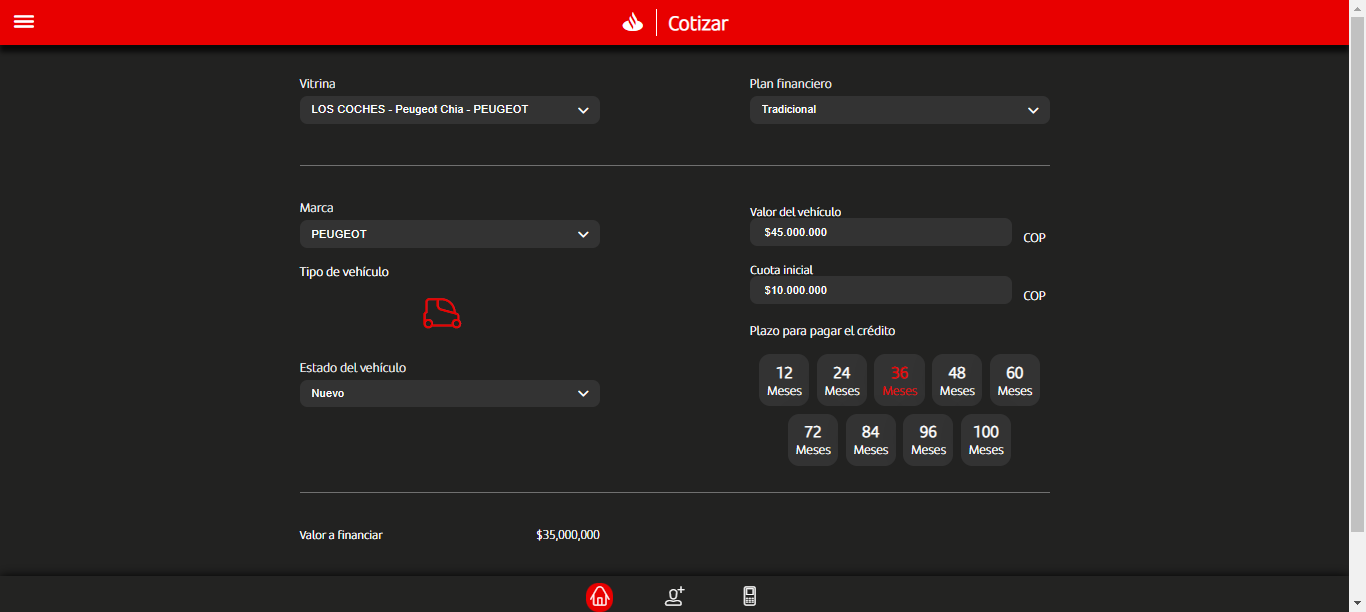 Cotizar
Vitrina
LOS COCHES - Peugeot Chia - PEUGEOT
Plan financiero
Tradicional
Marca
PEUGEOT
Tipo de vehículo
Estado del vehículo
Nuevo
Valor del vehículo
$45.000.000
COP
Cuota inicial
$10.000.000
COP
Plazo para pagar el crédito
12 24 36 48 60
Meses Meses Meses Meses Meses
72 84 96 100
Meses Meses Meses Meses
Valor a financiar $35,000,000